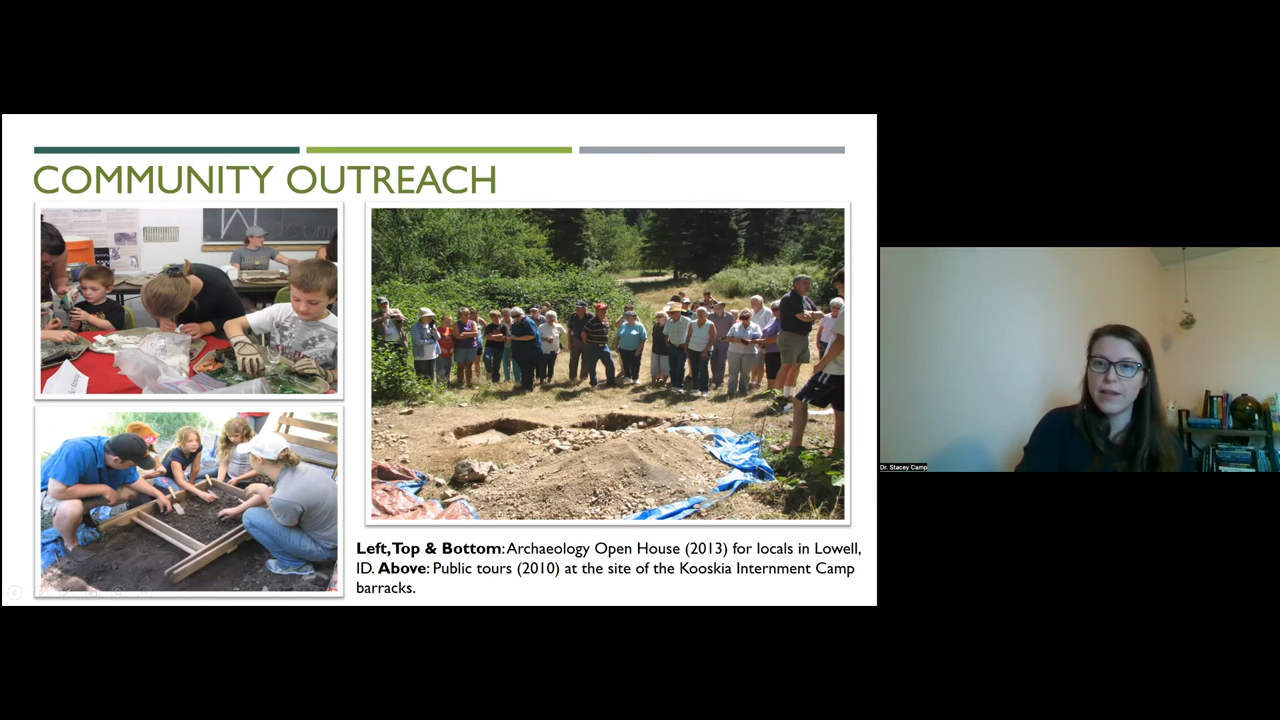 COMMUNITY OUTREACH
Left,Top & Bottom: Archaeology Open House (2013) for locals in Lowell,
ID. Above: Public tours (2010) at the site of the Kooskia Internment Camp
barracks.
Dr. Stacey Camp